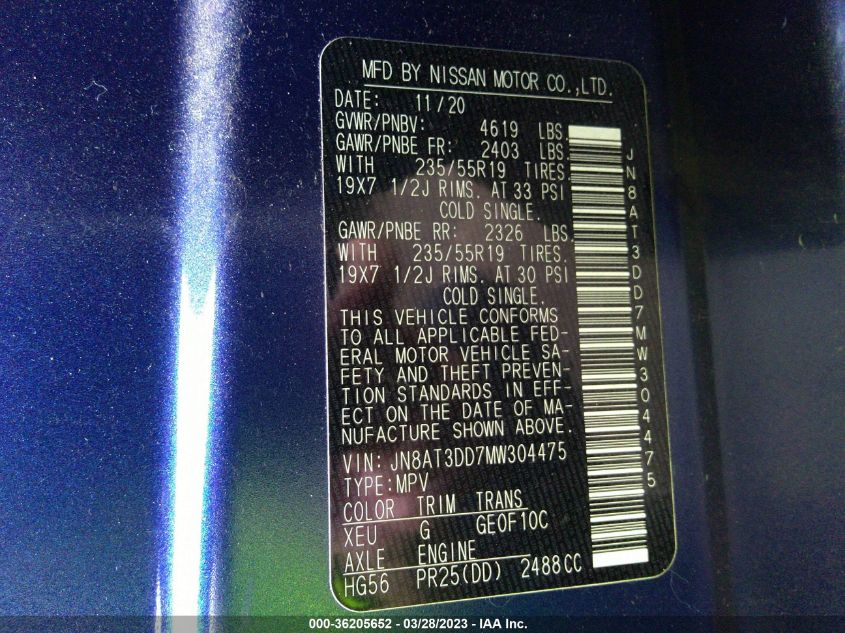 MFD BY NISSAN MOTOR CO.,LTD.
DATE: 11/20
GVWR/PNBV: 4619 LBS.
GAWR/PNBE FR: 2403 LBS.
WITH 235/55R19 TIRES.
19X7 1/2J RIMS. AT 33 PSI
COLD SINGLE.
GAWR/PNBE RR: 2326 LBS.
WITH 235/55R19 TIRES.
19X7 1/2J RIMS. AT 30 PSI
COLD SINGLE.
THIS VEHICLE CONFORMS
TO ALL APPLICABLE FED-
ERAL MOTOR VEHICLE SA-
FETY AND THEFT PREVEN-
TION STANDARDS IN EFF-
ECT ON THE DATE OF MA-
NUFACTURE SHOWN ABOVE.
VIN: JN8AT3DD7MW304475
TYPE:MPV
COLOR TRIM TRANS
XEU G GE0F10C
AXLE ENGINE
HG56 PR25(DD) 2488CC
JN8AT3DD7MW304475
000-36205652 - 03/28/2023 - IAA Inc.